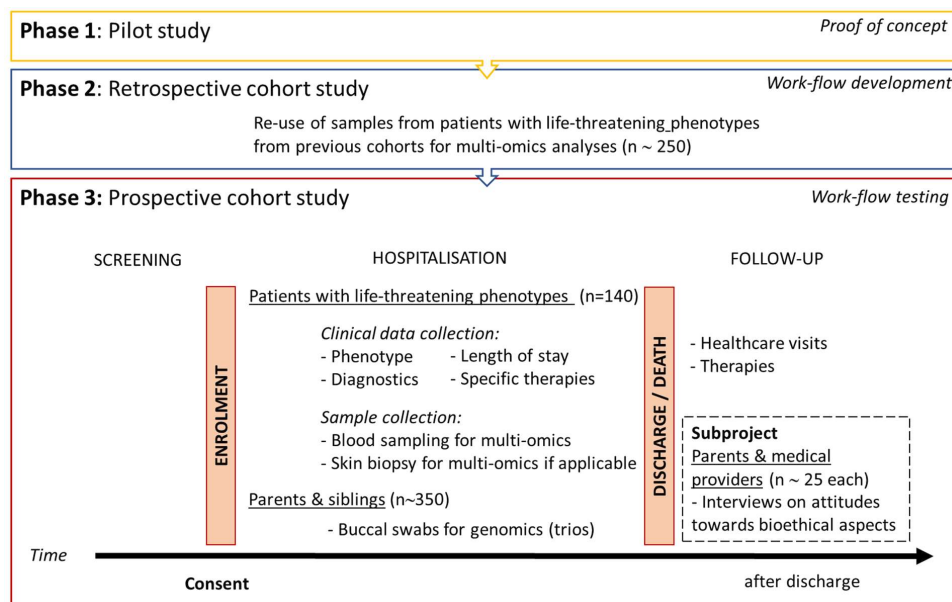 Phase 1: Pilot study
Proof of concept
Phase 2: Retrospective cohort study
Work-flow development
Re-use of samples from patients with life-threatening phenotypes
from previous cohorts for multi-omics analyses (n ~ 250)
Phase 3: Prospective cohort study
Work-flow testing
SCREENING
HOSPITALISATION
FOLLOW-UP
ENROLMENT
Patients with life-threatening phenotypes (n=140)
Clinical data collection:
- Phenotype - Length of stay
- Diagnostics - Specific therapies
Sample collection:
- Blood sampling for multi-omics
- Skin biopsy for multi-omics if applicable
Parents & siblings (n~350)
- Buccal swabs for genomics (trios)
DISCHARGE / DEATH
- Healthcare visits
- Therapies
Subproject
Parents & medical
providers (n ~ 25 each)
- Interviews on attitudes
towards bioethical aspects
Time
Consent
after discharge